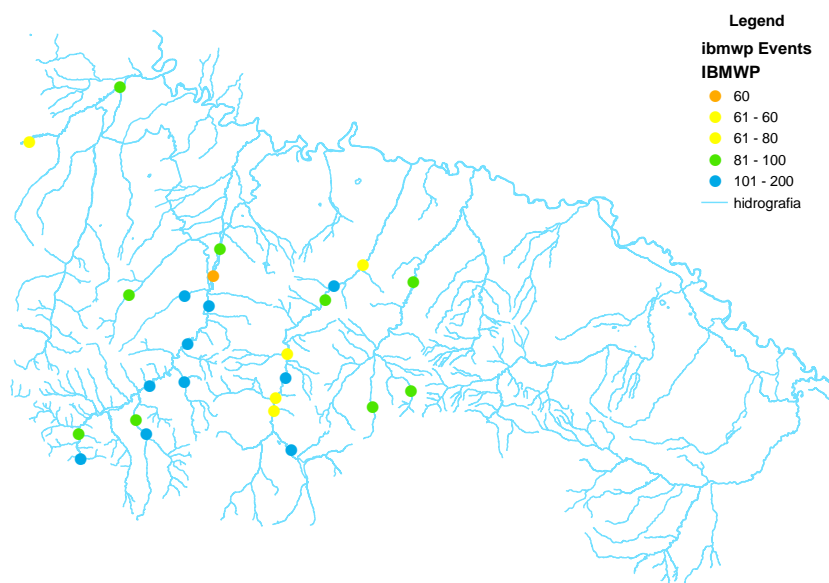 Legend
ibmwp Events
IBMWP
60
61 - 60
61 - 80
81 - 100
101 - 200
hidrografia